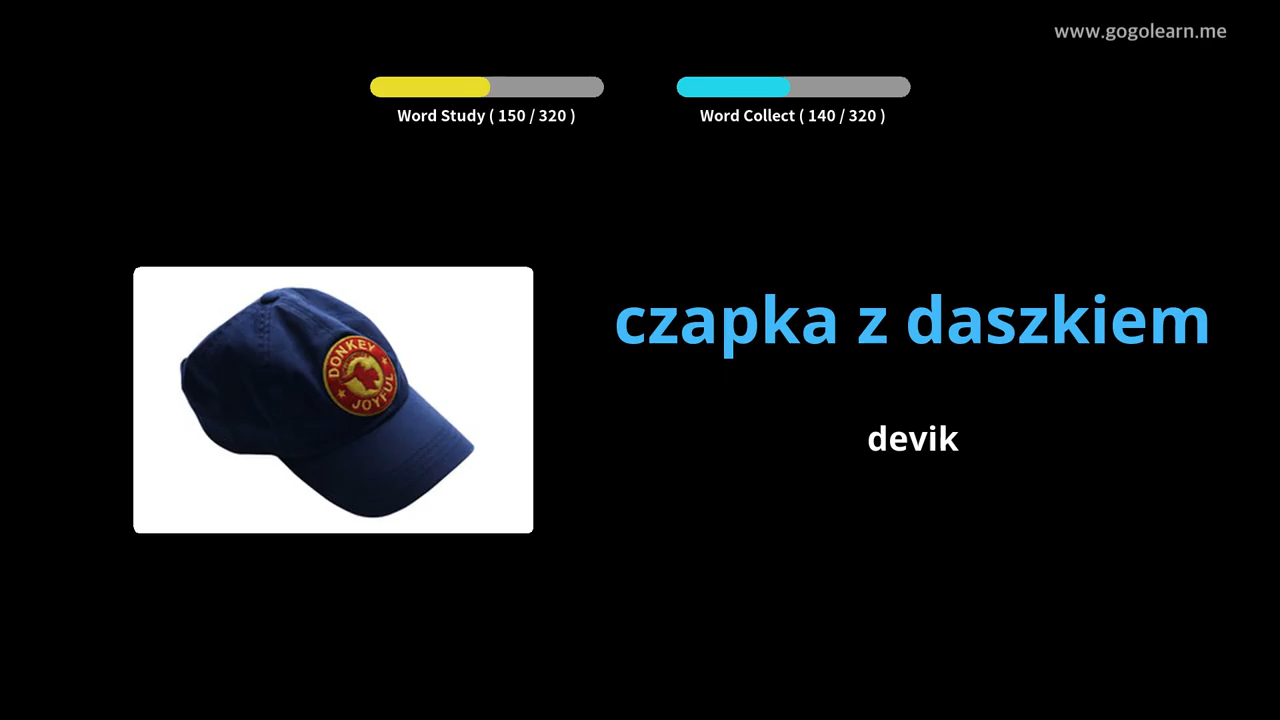 www.gogolearn.me
Word Study ( 150 / 320 )
Word Collect ( 140 / 320 )
czapka z daszkiem
DONKEY
JOYFUL
devik